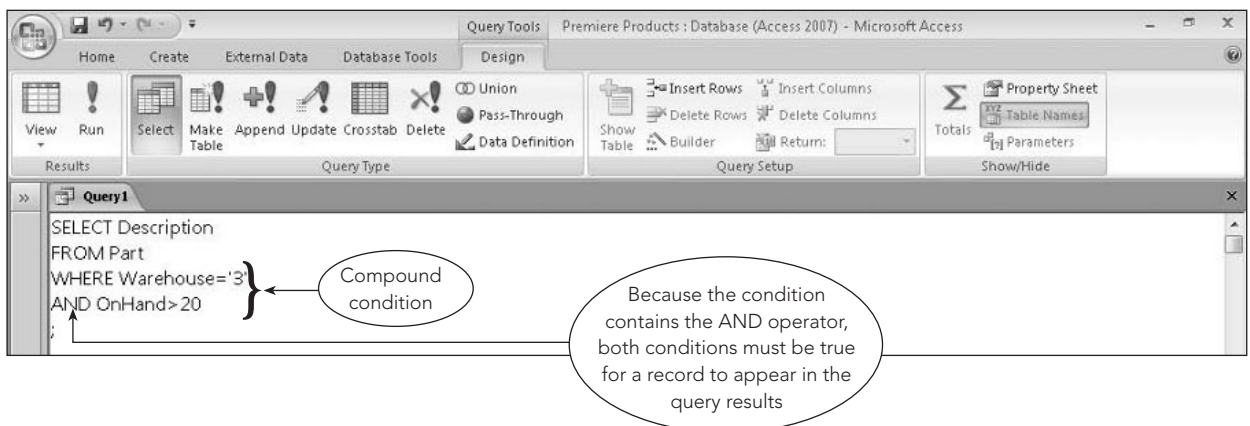 Query Tools
Premiere Products : Database (Access 2007) - Microsoft Access
Home Create External Data Database Tools Design
View
Run
Select
Make Table
Append
Update
Crosstab
Delete
Union
Pass-Through
Data Definition
Show Table
Insert Rows
Delete Rows
Builder
Insert Columns
Delete Columns
Return:
Totals
Property Sheet
XYZ
Table Names
Parameters
Results
Query Type
Query Setup
Show/Hide
Query1
SELECT Description
FROM Part
WHERE Warehouse='3'
AND OnHand>20
;
Compound
condition
Because the condition
contains the AND operator,
both conditions must be true
for a record to appear in the
query results